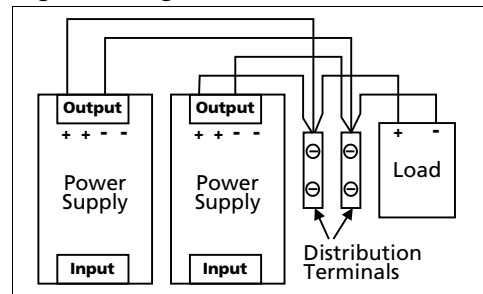 Output
+ + - -
Power
Supply
Input
Output
+ + - -
Power
Supply
Input
+ -
Load
Distribution
Terminals